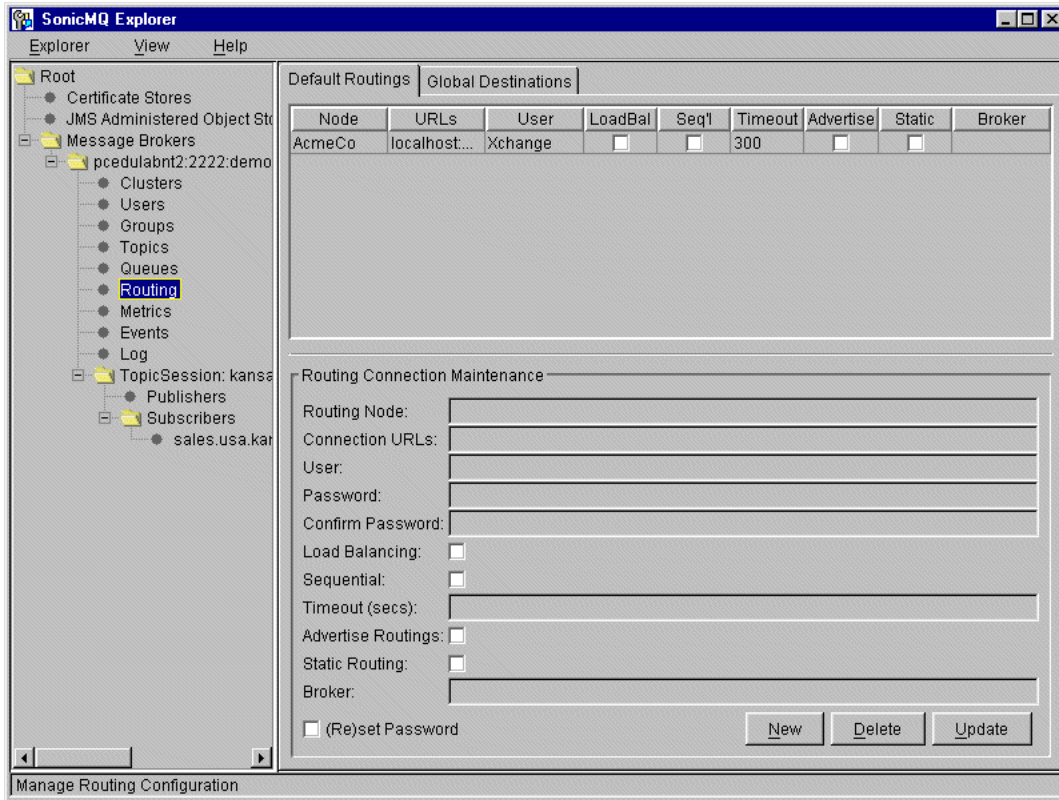 SonicMQ Explorer
Explorer View Help
Root
Certificate Stores
JMS Administered Object Sto
Message Brokers
pcedulabnt2:2222:demo
Clusters
Users
Groups
Topics
Queues
Routing
Metrics
Events
Log
TopicSession: kansa
Publishers
Subscribers
sales.usa.kar
Default Routings Global Destinations
Node URLs User LoadBal Seq'l Timeout Advertise Static Broker
AcmeCo localhost:... Xchange 300
Routing Connection Maintenance
Routing Node:
Connection URLs:
User:
Password:
Confirm Password:
Load Balancing:
Sequential:
Timeout (secs):
Advertise Routings:
Static Routing:
Broker:
(Re)set Password New Delete Update
Manage Routing Configuration